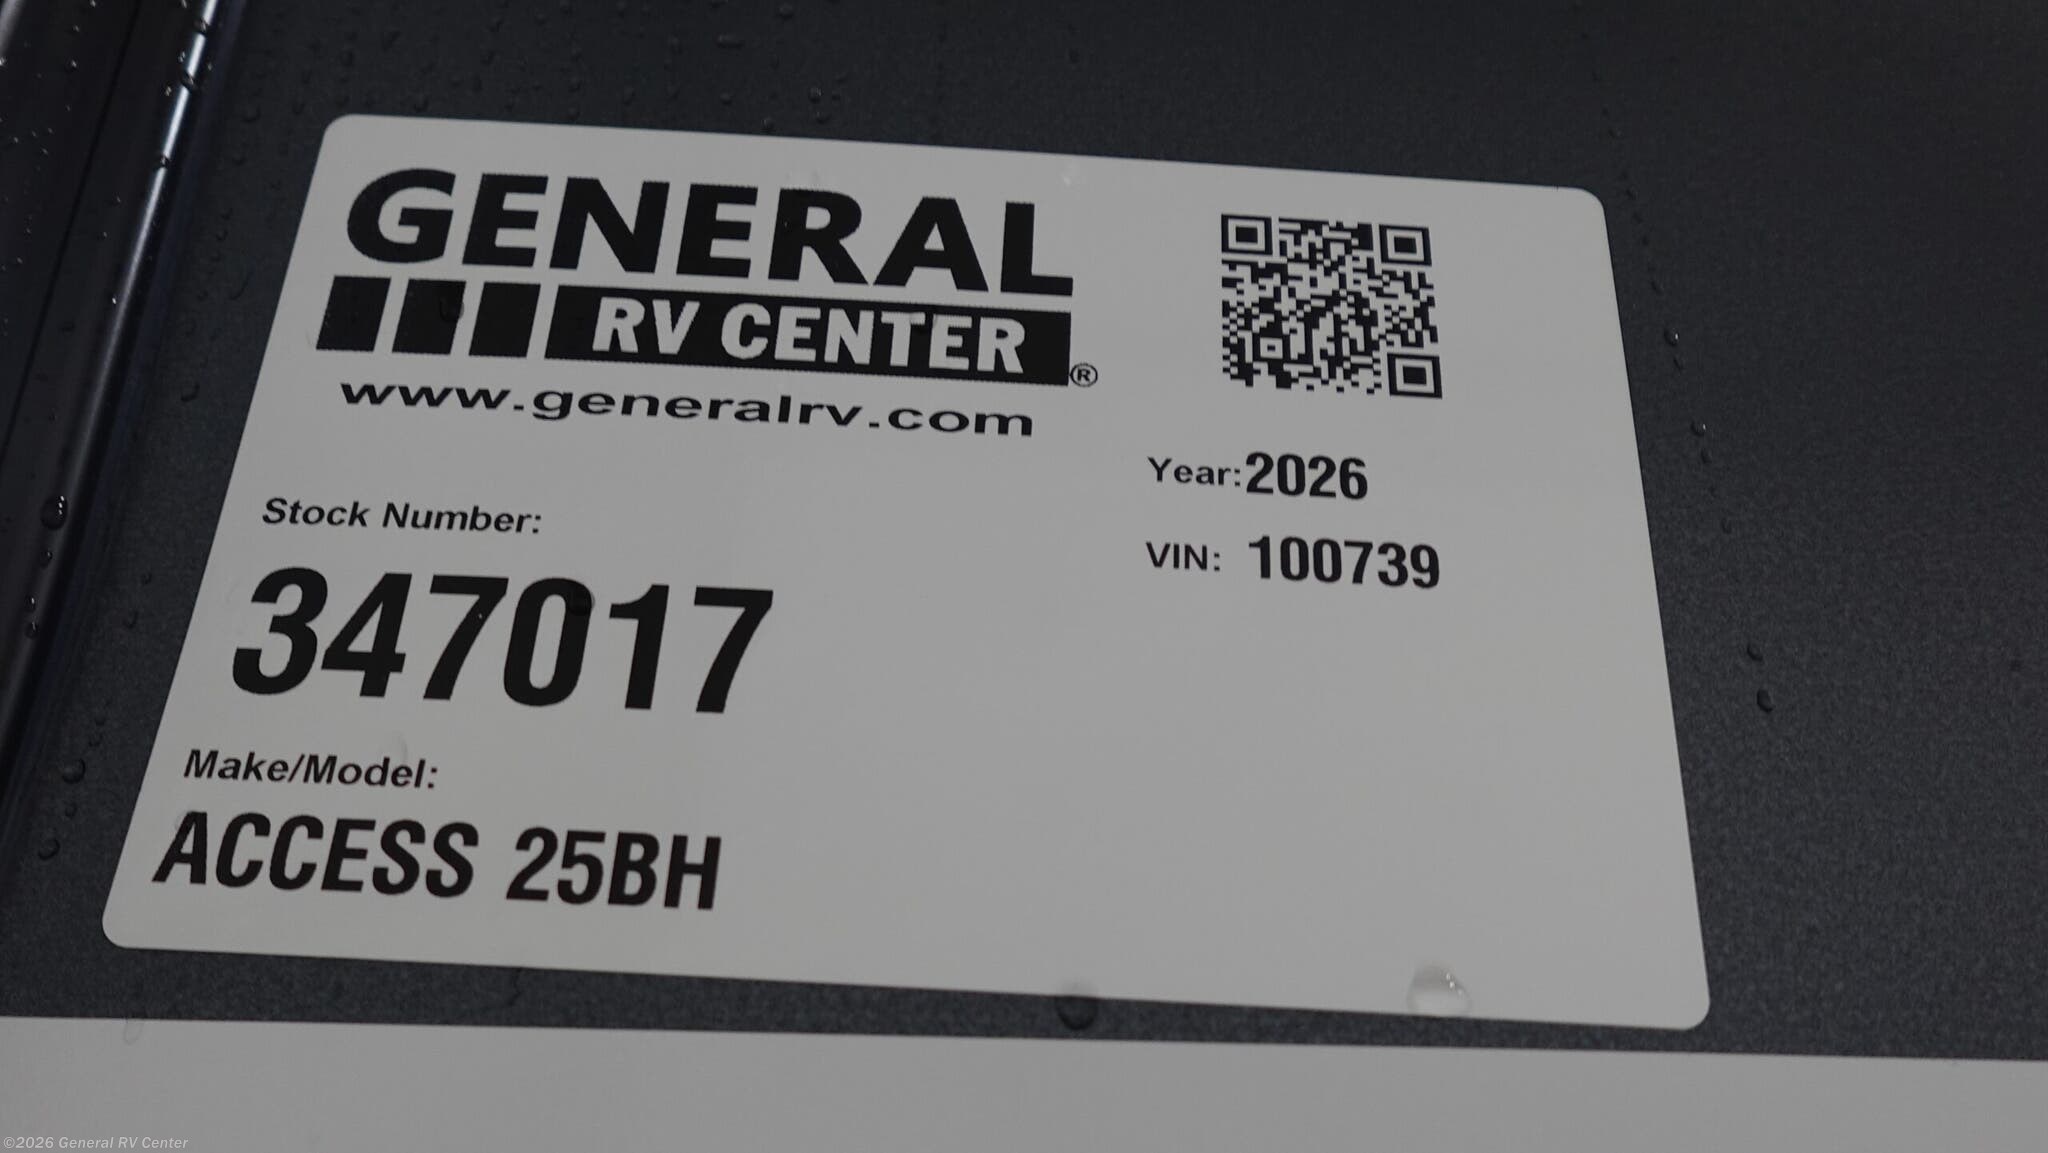 GENERAL
RV CENTER®
www.generalrv.com
Year: 2026
VIN: 100739
Stock Number:
347017
Make/Model:
ACCESS 25BH
©2026 General RV Center